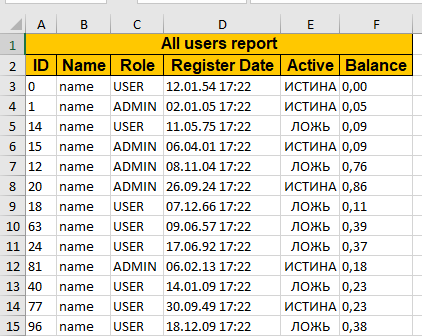 A B C D E F
1 All users report
2 ID Name Role Register Date Active Balance
3 0 name USER 12.01.54 17:22 ИСТИНА 0,00
4 1 name ADMIN 02.01.05 17:22 ИСТИНА 0,05
5 14 name USER 11.05.75 17:22 ЛОЖЬ 0,09
6 15 name ADMIN 06.04.01 17:22 ИСТИНА 0,09
7 12 name ADMIN 08.11.04 17:22 ЛОЖЬ 0,76
8 20 name ADMIN 26.09.24 17:22 ИСТИНА 0,86
9 18 name USER 07.12.66 17:22 ЛОЖЬ 0,11
10 63 name USER 09.06.57 17:22 ЛОЖЬ 0,39
11 24 name USER 17.06.92 17:22 ЛОЖЬ 0,37
12 81 name ADMIN 06.02.13 17:22 ИСТИНА 0,18
13 40 name USER 14.01.09 17:22 ЛОЖЬ 0,23
14 77 name USER 30.09.49 17:22 ИСТИНА 0,23
15 96 name USER 18.12.09 17:22 ЛОЖЬ 0,38